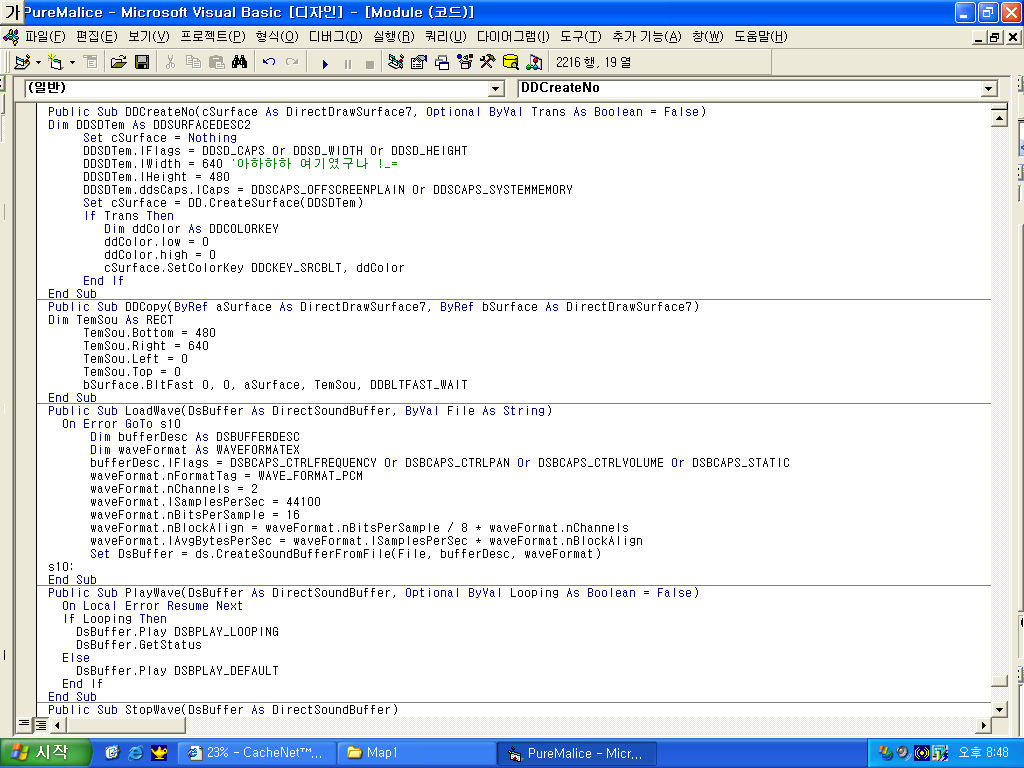 가 PureMalice - Microsoft Visual Basic [디자인] - [Module (코드)]
파일(F) 편집(E) 보기(V) 프로젝트(P) 형식(O) 디버그(D) 실행(R) 쿼리(U) 다이어그램(I) 도구(T) 추가 기능(A) 창(W) 도움말(H)
2216 행, 19 열
(일반) DDCreateNo
Public Sub DDCreateNo(cSurface As DirectDrawSurface7, Optional ByVal Trans As Boolean = False)
Dim DDSDTem As DDSURFACEDESC2
Set cSurface = Nothing
DDSDTem.lFlags = DDSD_CAPS Or DDSD_WIDTH Or DDSD_HEIGHT
DDSDTem.lWidth = 640 '아하하하 여기였구나 !_=
DDSDTem.lHeight = 480
DDSDTem.ddsCaps.lCaps = DDSCAPS_OFFSCREENPLAIN Or DDSCAPS_SYSTEMMEMORY
Set cSurface = DD.CreateSurface(DDSDTem)
If Trans Then
Dim ddColor As DDCOLORKEY
ddColor.low = 0
ddColor.high = 0
cSurface.SetColorKey DDCKEY_SRCBLT, ddColor
End If
End Sub
Public Sub DDCopy(ByRef aSurface As DirectDrawSurface7, ByRef bSurface As DirectDrawSurface7)
Dim TemSou As RECT
TemSou.Bottom = 480
TemSou.Right = 640
TemSou.Left = 0
TemSou.Top = 0
bSurface.BltFast 0, 0, aSurface, TemSou, DDBLTFAST_WAIT
End Sub
Public Sub LoadWave(DsBuffer As DirectSoundBuffer, ByVal File As String)
On Error GoTo s10
Dim bufferDesc As DSBUFFERDESC
Dim waveFormat As WAVEFORMATEX
bufferDesc.lFlags = DSBCAPS_CTRLFREQUENCY Or DSBCAPS_CTRLPAN Or DSBCAPS_CTRLVOLUME Or DSBCAPS_STATIC
waveFormat.nFormatTag = WAVE_FORMAT_PCM
waveFormat.nChannels = 2
waveFormat.lSamplesPerSec = 44100
waveFormat.nBitsPerSample = 16
waveFormat.nBlockAlign = waveFormat.nBitsPerSample / 8 * waveFormat.nChannels
waveFormat.lAvgBytesPerSec = waveFormat.lSamplesPerSec * waveFormat.nBlockAlign
Set DsBuffer = ds.CreateSoundBufferFromFile(File, bufferDesc, waveFormat)
s10:
End Sub
Public Sub PlayWave(DsBuffer As DirectSoundBuffer, Optional ByVal Looping As Boolean = False)
On Local Error Resume Next
If Looping Then
DsBuffer.Play DSBPLAY_LOOPING
DsBuffer.GetStatus
Else
DsBuffer.Play DSBPLAY_DEFAULT
End If
End Sub
Public Sub StopWave(DsBuffer As DirectSoundBuffer)
시작 23% - CacheNet™... Map1 PureMalice - Micr... 오후 8:48